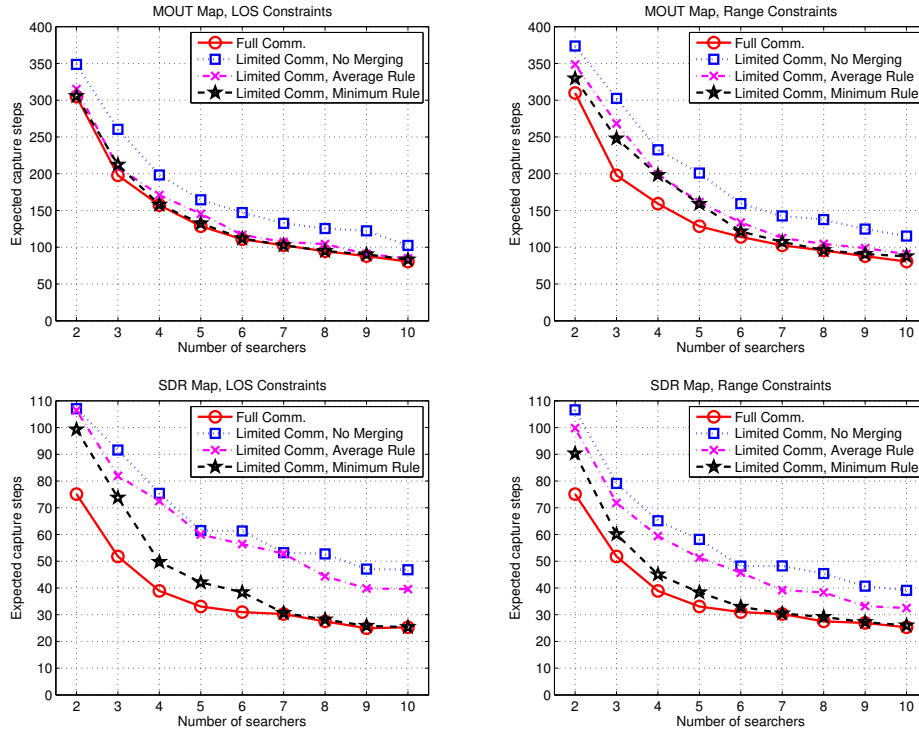 MOUT Map, LOS Constraints
400
350
300
250
200
150
100
50
0
Expected capture steps
2 3 4 5 6 7 8 9 10
Number of searchers
Full Comm.
Limited Comm, No Merging
Limited Comm, Average Rule
Limited Comm, Minimum Rule
MOUT Map, Range Constraints
400
350
300
250
200
150
100
50
0
Expected capture steps
2 3 4 5 6 7 8 9 10
Number of searchers
Full Comm.
Limited Comm, No Merging
Limited Comm, Average Rule
Limited Comm, Minimum Rule
SDR Map, LOS Constraints
110
100
90
80
70
60
50
40
30
20
10
0
Expected capture steps
2 3 4 5 6 7 8 9 10
Number of searchers
Full Comm.
Limited Comm, No Merging
Limited Comm, Average Rule
Limited Comm, Minimum Rule
SDR Map, Range Constraints
110
100
90
80
70
60
50
40
30
20
10
0
Expected capture steps
2 3 4 5 6 7 8 9 10
Number of searchers
Full Comm.
Limited Comm, No Merging
Limited Comm, Average Rule
Limited Comm, Minimum Rule